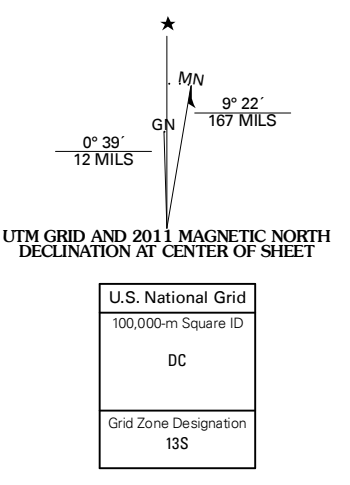 MN
9° 22´
167 MILS
GN
0° 39´
12 MILS
UTM GRID AND 2011 MAGNETIC NORTH
DECLINATION AT CENTER OF SHEET
U.S. National Grid
100,000-m Square ID
DC
Grid Zone Designation
13S